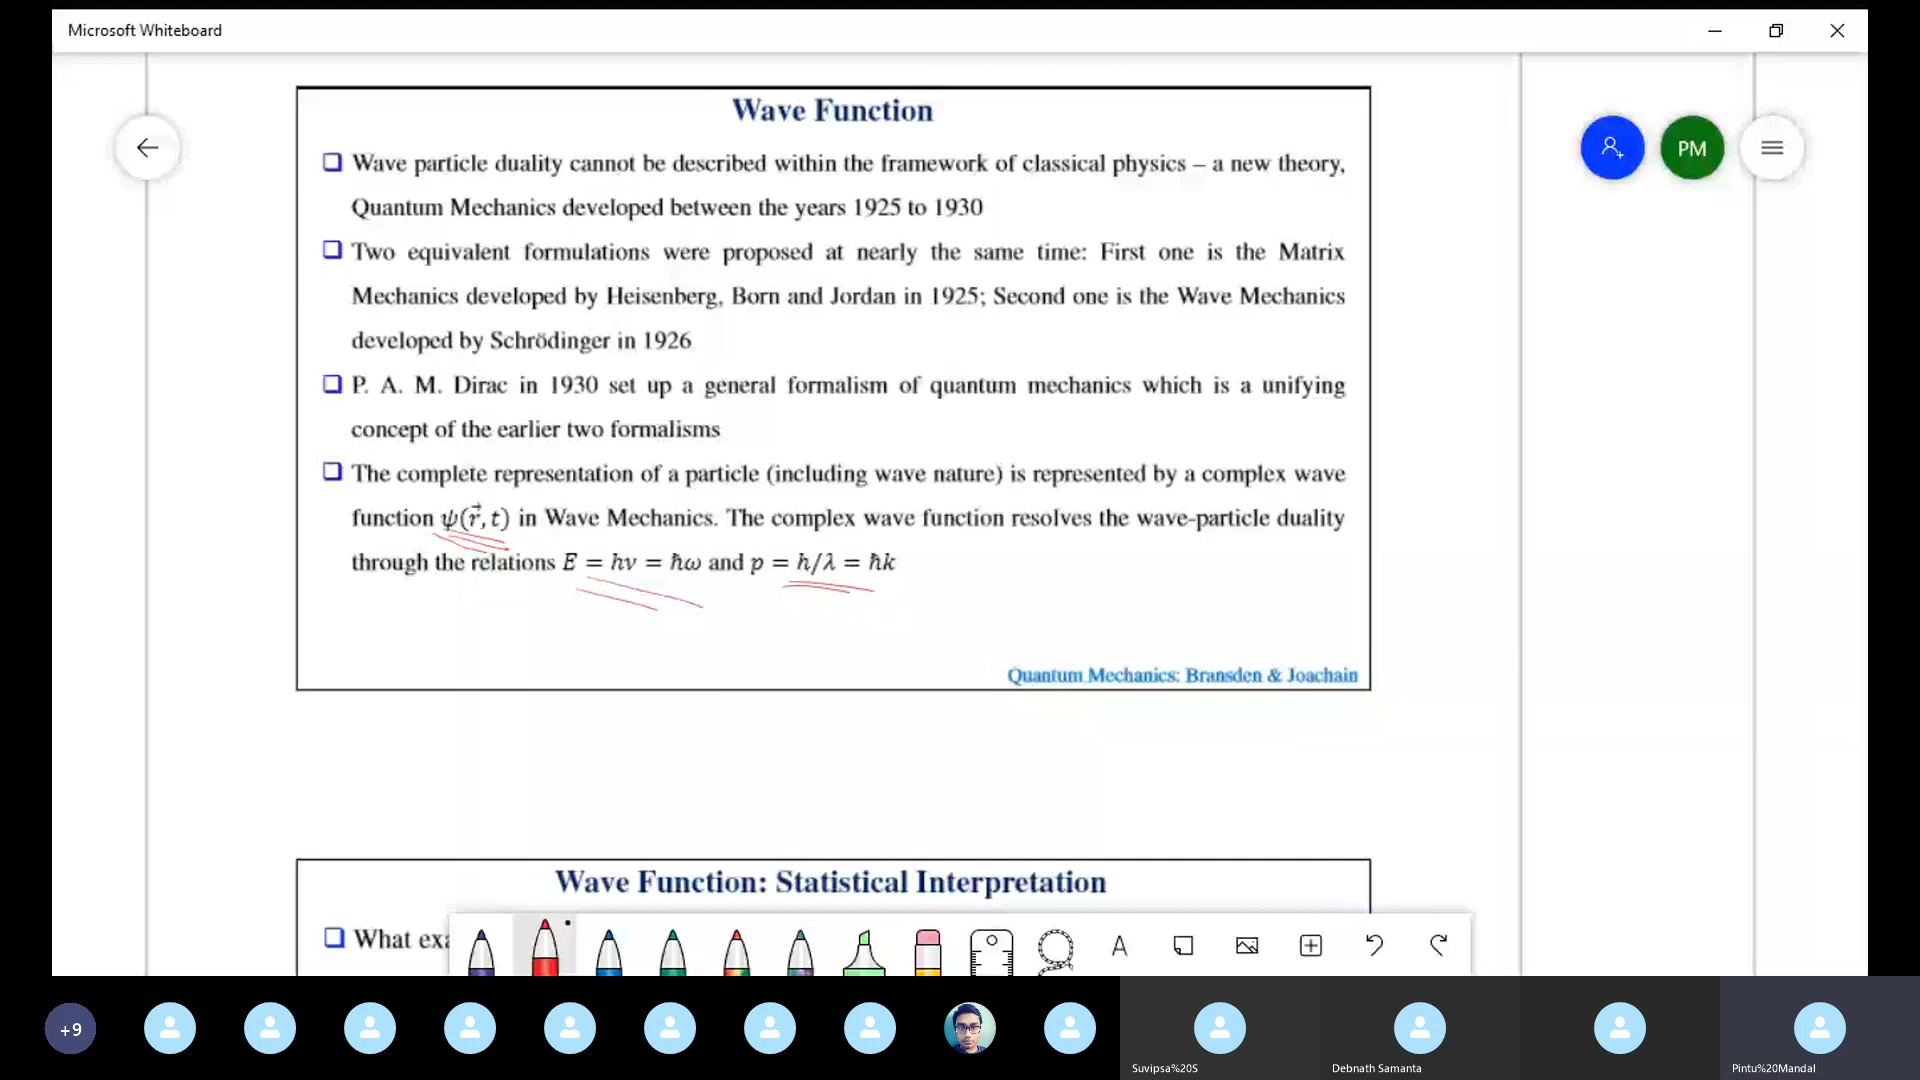 Microsoft Whiteboard
Wave Function
PM
❑ Wave particle duality cannot be described within the framework of classical physics – a new theory,
Quantum Mechanics developed between the years 1925 to 1930
❑ Two equivalent formulations were proposed at nearly the same time: First one is the Matrix
Mechanics developed by Heisenberg, Born and Jordan in 1925; Second one is the Wave Mechanics
developed by Schrödinger in 1926
❑ P. A. M. Dirac in 1930 set up a general formalism of quantum mechanics which is a unifying
concept of the earlier two formalisms
❑ The complete representation of a particle (including wave nature) is represented by a complex wave
function ψ(r⃗, t) in Wave Mechanics. The complex wave function resolves the wave-particle duality
through the relations E = hν = ħω and p = h/λ = ħk
Quantum Mechanics: Bransden & Joachain
Wave Function: Statistical Interpretation
❑ What exa
A
+9
Suvipsa%20S
Debnath Samanta
Pintu%20Mandal